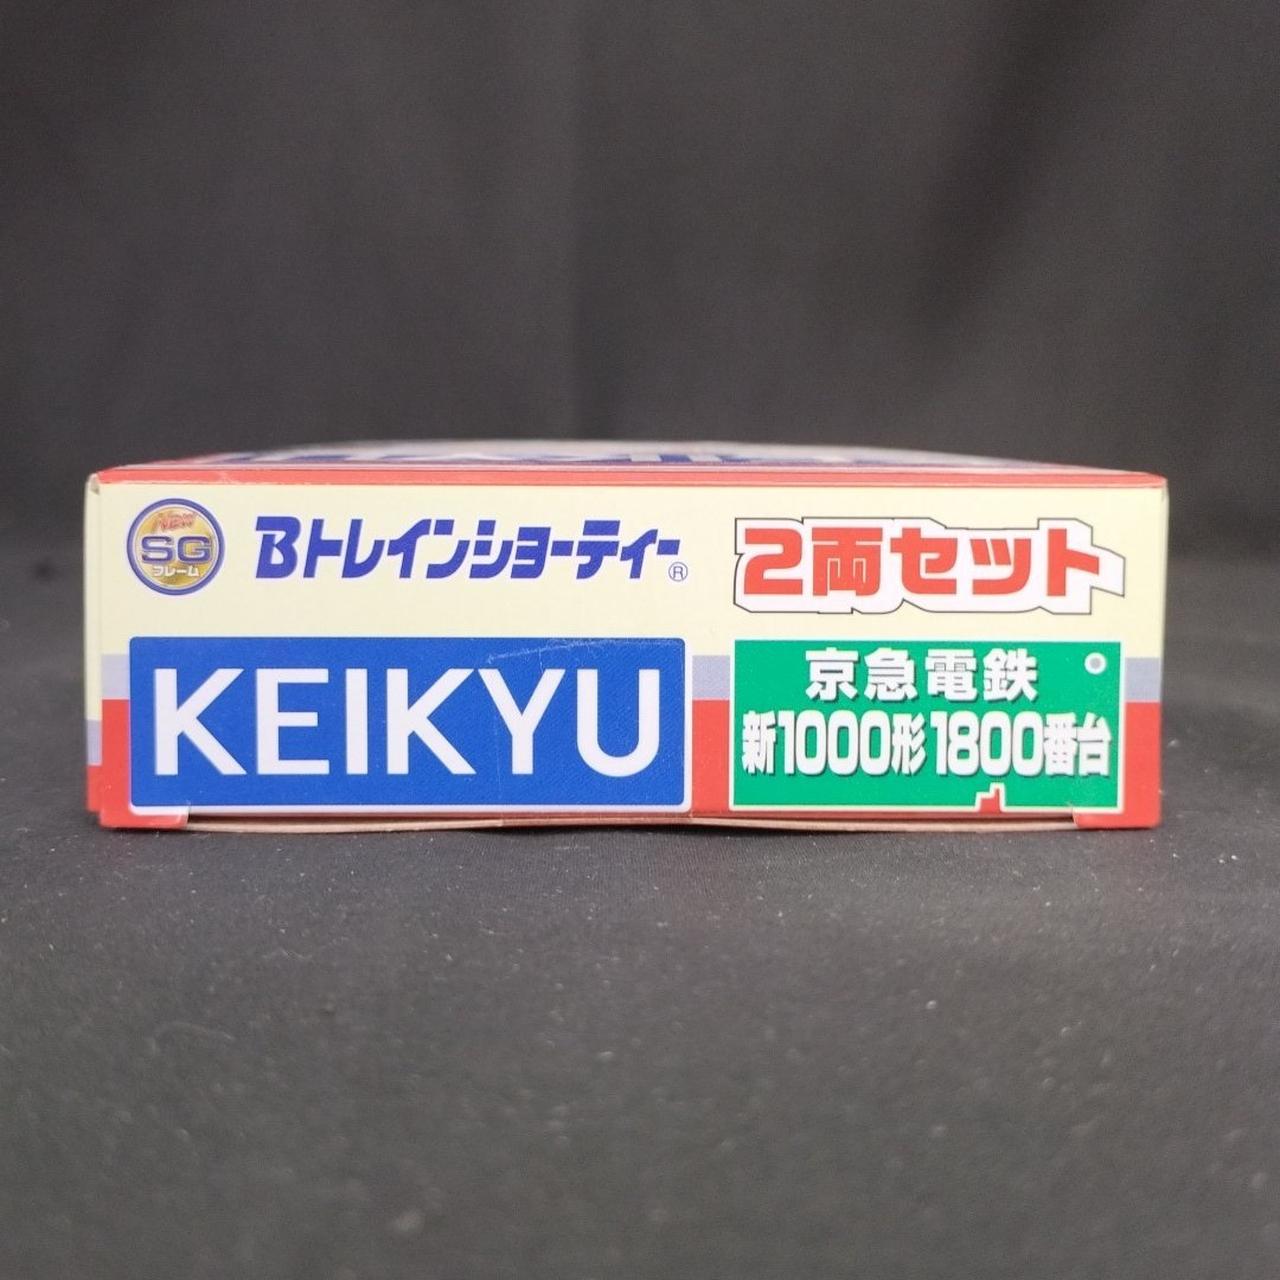 NEW
SG
フレーム
Bトレインショーティー®
2両セット
KEIKYU
京急電鉄
新1000形1800番台